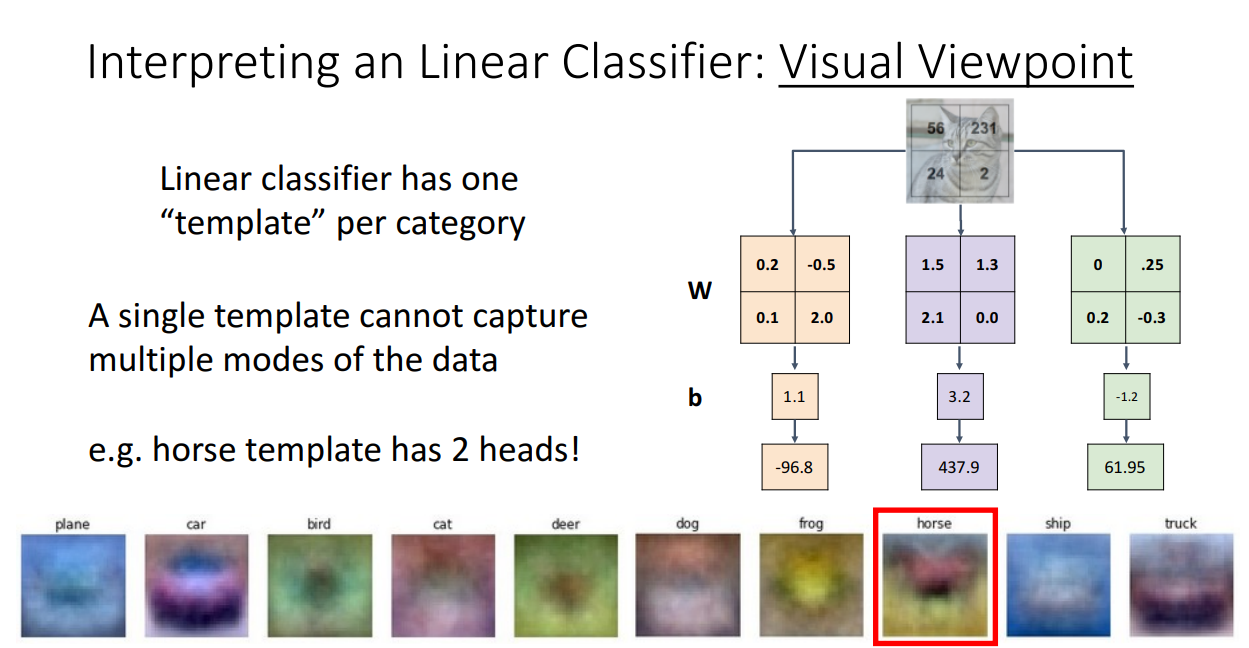 Interpreting an Linear Classifier: Visual Viewpoint
Linear classifier has one
“template” per category
A single template cannot capture
multiple modes of the data
e.g. horse template has 2 heads!
56 231
24 2
W
0.2 -0.5
0.1 2.0
1.5 1.3
2.1 0.0
0 .25
0.2 -0.3
b
1.1
3.2
-1.2
-96.8
437.9
61.95
plane car bird cat deer dog frog horse ship truck